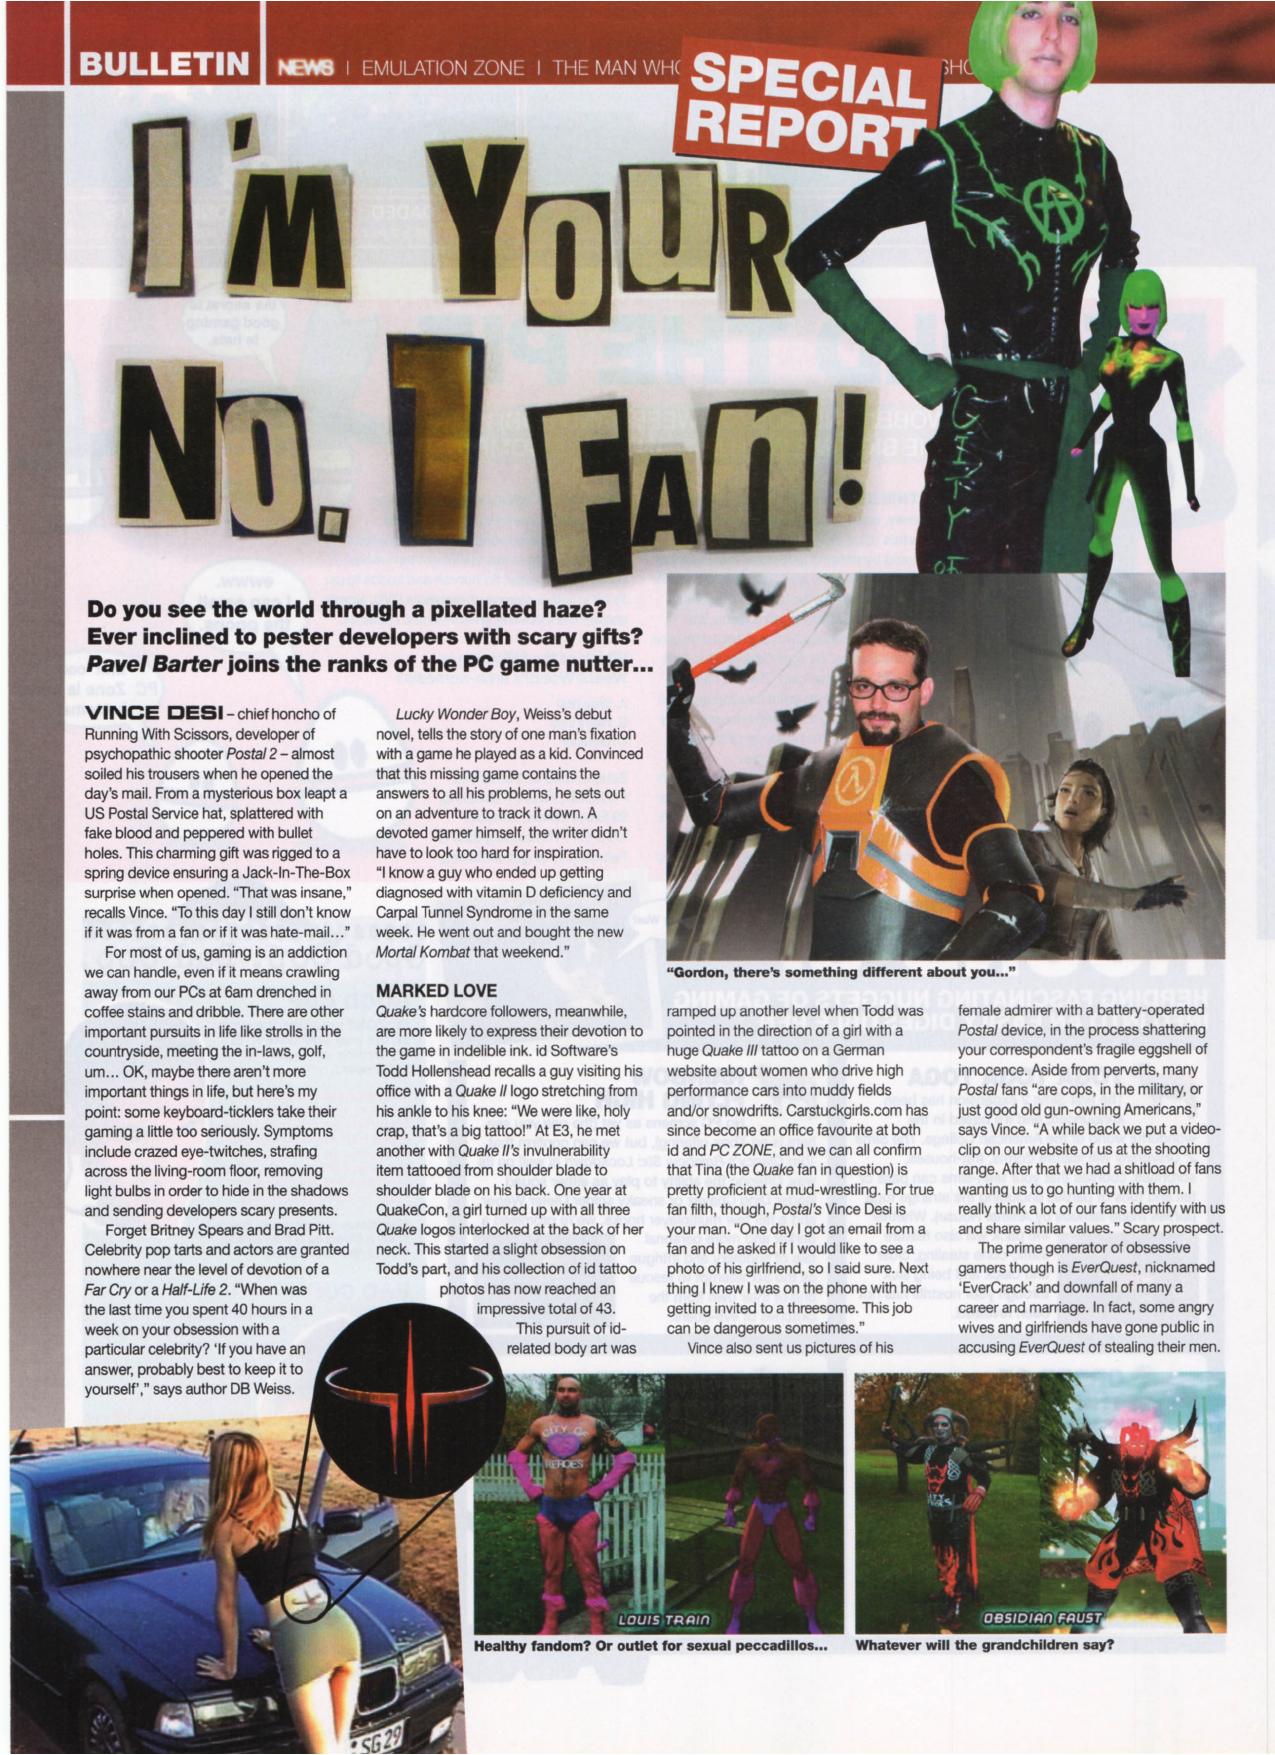 BULLETIN
NEWS | EMULATION ZONE | THE MAN WHO
SPECIAL
REPORT
I'M YOUR
NO. 1 FAN!
CITY OF
Do you see the world through a pixellated haze?
Ever inclined to pester developers with scary gifts?
Pavel Barter joins the ranks of the PC game nutter...
VINCE DESI – chief honcho of
Running With Scissors, developer of
psychopathic shooter Postal 2 – almost
soiled his trousers when he opened the
day's mail. From a mysterious box leapt a
US Postal Service hat, splattered with
fake blood and peppered with bullet
holes. This charming gift was rigged to a
spring device ensuring a Jack-In-The-Box
surprise when opened. "That was insane,"
recalls Vince. "To this day I still don't know
if it was from a fan or if it was hate-mail..."
For most of us, gaming is an addiction
we can handle, even if it means crawling
away from our PCs at 6am drenched in
coffee stains and dribble. There are other
important pursuits in life like strolls in the
countryside, meeting the in-laws, golf,
um... OK, maybe there aren't more
important things in life, but here's my
point: some keyboard-ticklers take their
gaming a little too seriously. Symptoms
include crazed eye-twitches, strafing
across the living-room floor, removing
light bulbs in order to hide in the shadows
and sending developers scary presents.
Forget Britney Spears and Brad Pitt.
Celebrity pop tarts and actors are granted
nowhere near the level of devotion of a
Far Cry or a Half-Life 2. "When was
the last time you spent 40 hours in a
week on your obsession with a
particular celebrity? 'If you have an
answer, probably best to keep it to
yourself'," says author DB Weiss.
Lucky Wonder Boy, Weiss's debut
novel, tells the story of one man's fixation
with a game he played as a kid. Convinced
that this missing game contains the
answers to all his problems, he sets out
on an adventure to track it down. A
devoted gamer himself, the writer didn't
have to look too hard for inspiration.
"I know a guy who ended up getting
diagnosed with vitamin D deficiency and
Carpal Tunnel Syndrome in the same
week. He went out and bought the new
Mortal Kombat that weekend."
MARKED LOVE
Quake's hardcore followers, meanwhile,
are more likely to express their devotion to
the game in indelible ink. id Software's
Todd Hollenshead recalls a guy visiting his
office with a Quake II logo stretching from
his ankle to his knee: "We were like, holy
crap, that's a big tattoo!" At E3, he met
another with Quake II's invulnerability
item tattooed from shoulder blade to
shoulder blade on his back. One year at
QuakeCon, a girl turned up with all three
Quake logos interlocked at the back of her
neck. This started a slight obsession on
Todd's part, and his collection of id tattoo
photos has now reached an
impressive total of 43.
This pursuit of id-
related body art was
"Gordon, there's something different about you..."
ramped up another level when Todd was
pointed in the direction of a girl with a
huge Quake III tattoo on a German
website about women who drive high
performance cars into muddy fields
and/or snowdrifts. Carstuckgirls.com has
since become an office favourite at both
id and PC ZONE, and we can all confirm
that Tina (the Quake fan in question) is
pretty proficient at mud-wrestling. For true
fan filth, though, Postal's Vince Desi is
your man. "One day I got an email from a
fan and he asked if I would like to see a
photo of his girlfriend, so I said sure. Next
thing I knew I was on the phone with her
getting invited to a threesome. This job
can be dangerous sometimes."
Vince also sent us pictures of his
female admirer with a battery-operated
Postal device, in the process shattering
your correspondent's fragile eggshell of
innocence. Aside from perverts, many
Postal fans "are cops, in the military, or
just good old gun-owning Americans,"
says Vince. "A while back we put a video-
clip on our website of us at the shooting
range. After that we had a shitload of fans
wanting us to go hunting with them. I
really think a lot of our fans identify with us
and share similar values." Scary prospect.
The prime generator of obsessive
gamers though is EverQuest, nicknamed
'EverCrack' and downfall of many a
career and marriage. In fact, some angry
wives and girlfriends have gone public in
accusing EverQuest of stealing their men.
CITY OF
HEROES
LOUIS TRAIN
OBSIDIAN FAUST
Healthy fandom? Or outlet for sexual peccadillos...
Whatever will the grandchildren say?
SG 29